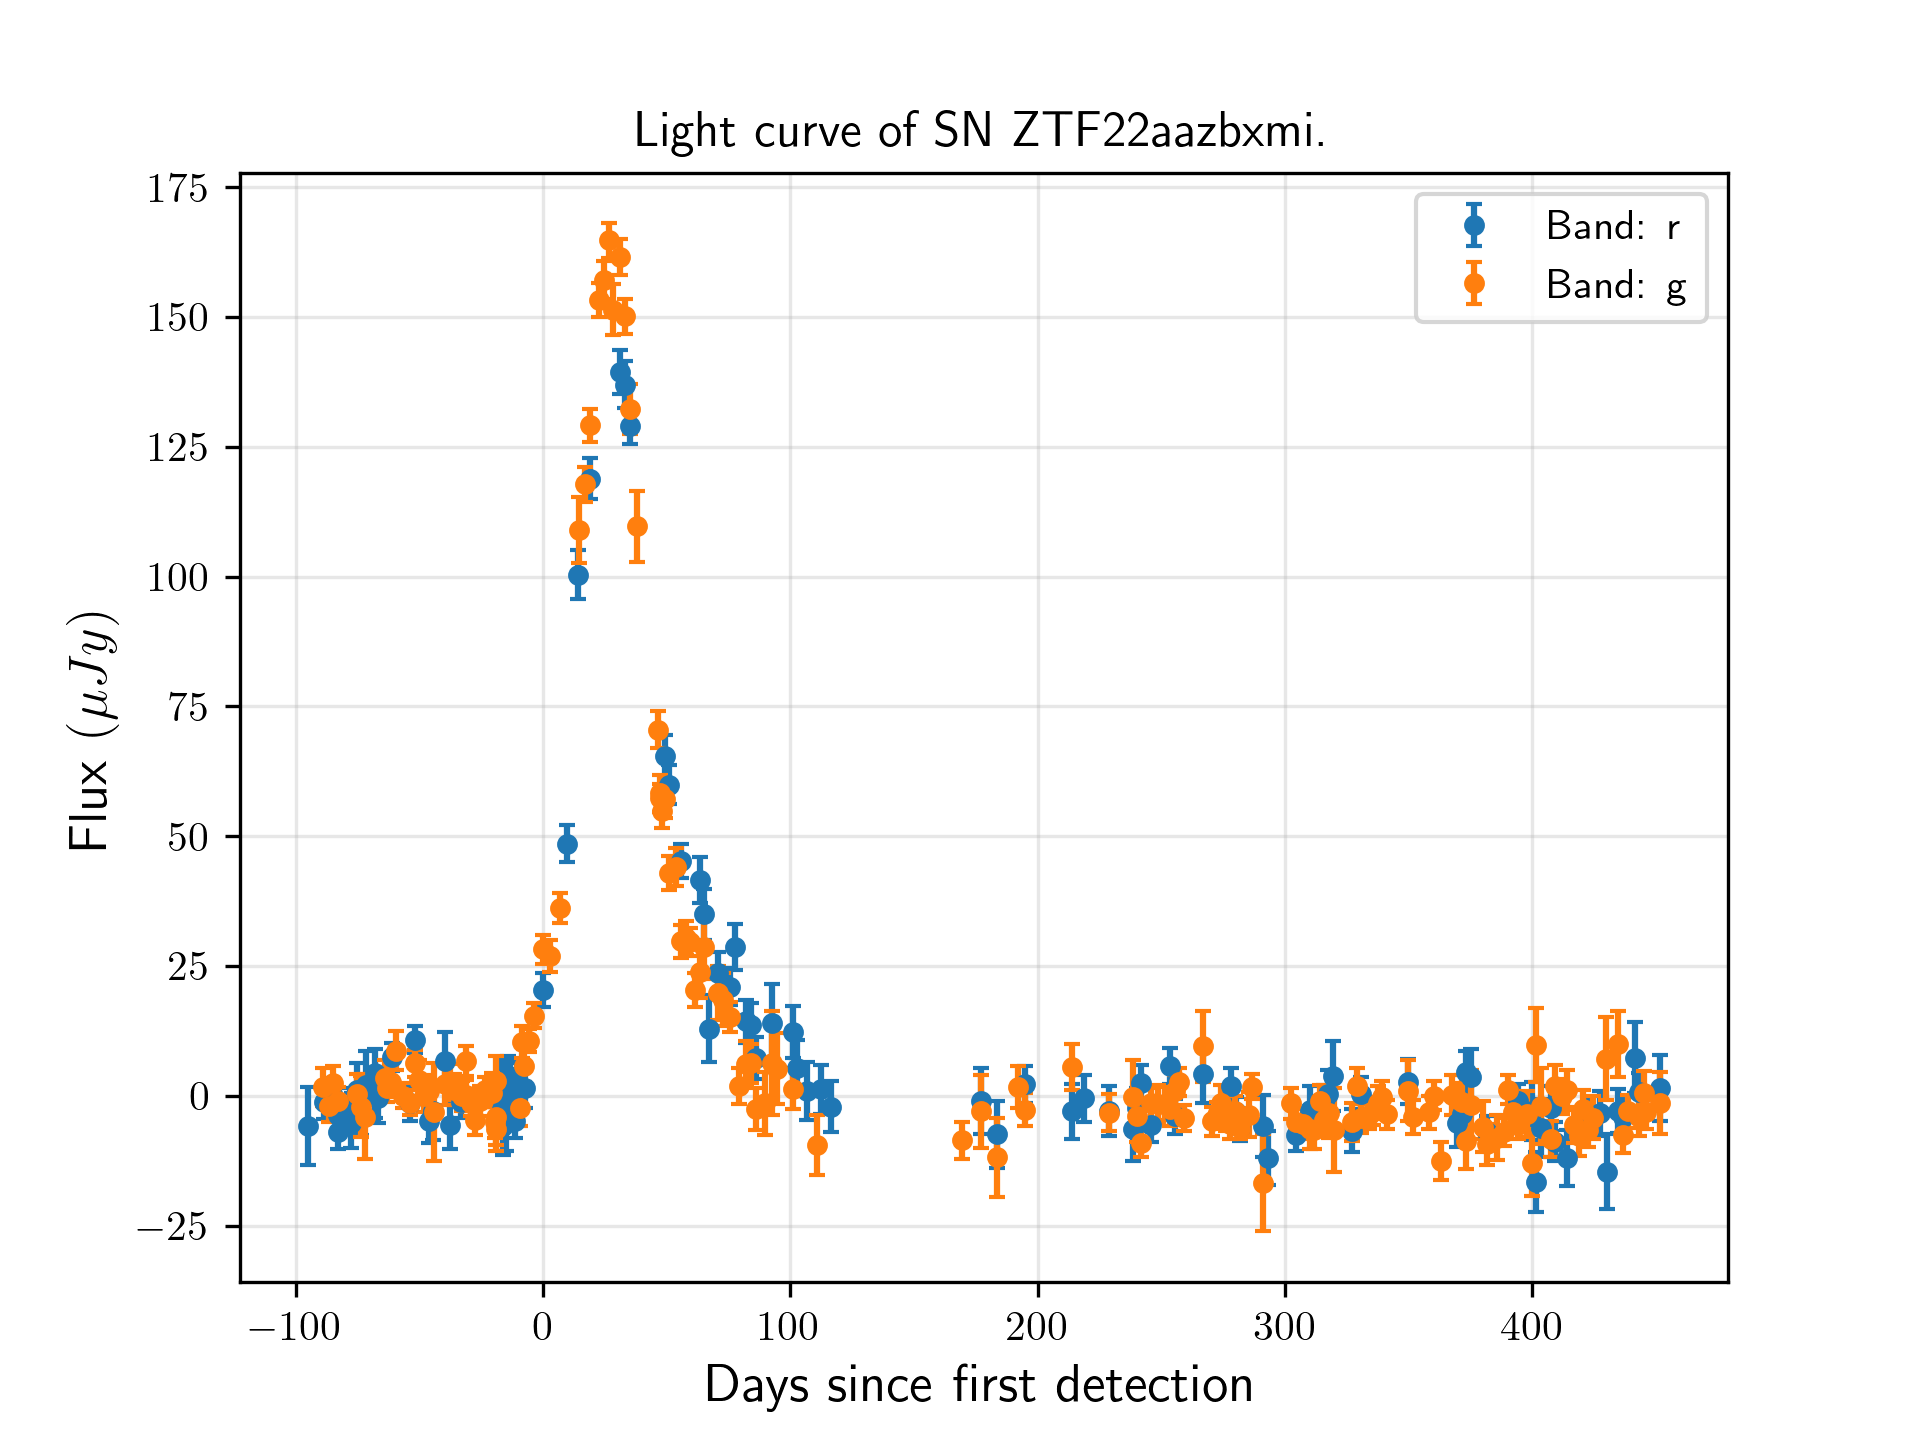 Light curve of SN ZTF22aazbxmi.
175
150
125
100
75
50
25
0
−25
Flux (μJy)
Band: r
Band: g
−100 0 100 200 300 400
Days since first detection